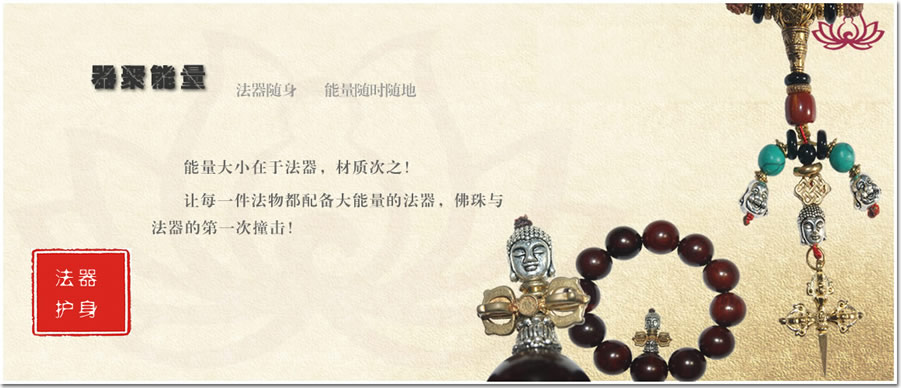 器聚能量
法器随身 能量随时随地
能量大小在于法器，材质次之！
让每一件法物都配备大能量的法器，佛珠与
法器的第一次撞击！
法器
护身